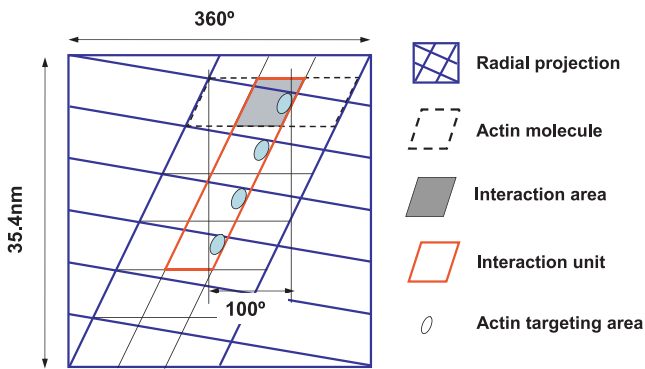 360º
35.4nm
100º
Radial projection
Actin molecule
Interaction area
Interaction unit
Actin targeting area